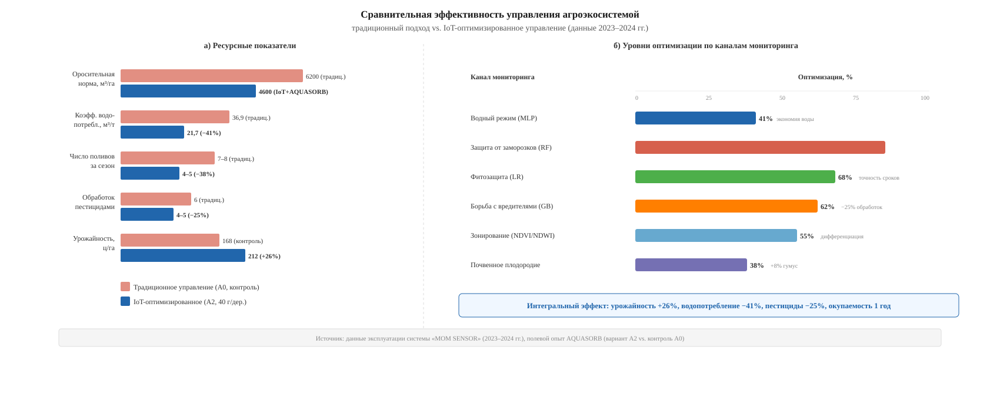 Сравнительная эффективность управления агроэкосистемой
традиционный подход vs. IoT-оптимизированное управление (данные 2023–2024 гг.)
а) Ресурсные показатели
Оросительная
норма, м³/га
6200 (традиц.)
4600 (IoT+AQUASORB)
Коэфф. водо-
потребл., м³/т
36,9 (традиц.)
21,7 (−41%)
Число поливов
за сезон
7–8 (традиц.)
4–5 (−38%)
Обработок
пестицидами
6 (традиц.)
4–5 (−25%)
Урожайность,
ц/га
168 (контроль)
212 (+26%)
Традиционное управление (А0, контроль)
IoT-оптимизированное (А2, 40 г/дер.)
б) Уровни оптимизации по каналам мониторинга
Канал мониторинга Оптимизация, %
0 25 50 75 100
Водный режим (MLP) 41% экономия воды
Защита от заморозков (RF)
Фитозащита (LR) 68% точность сроков
Борьба с вредителями (GB) 62% −25% обработок
Зонирование (NDVI/NDWI) 55% дифференциация
Почвенное плодородие 38% +8% гумус
Интегральный эффект: урожайность +26%, водопотребление −41%, пестициды −25%, окупаемость 1 год
Источник: данные эксплуатации системы «МОМ SENSOR» (2023–2024 гг.), полевой опыт AQUASORB (вариант А2 vs. контроль А0)